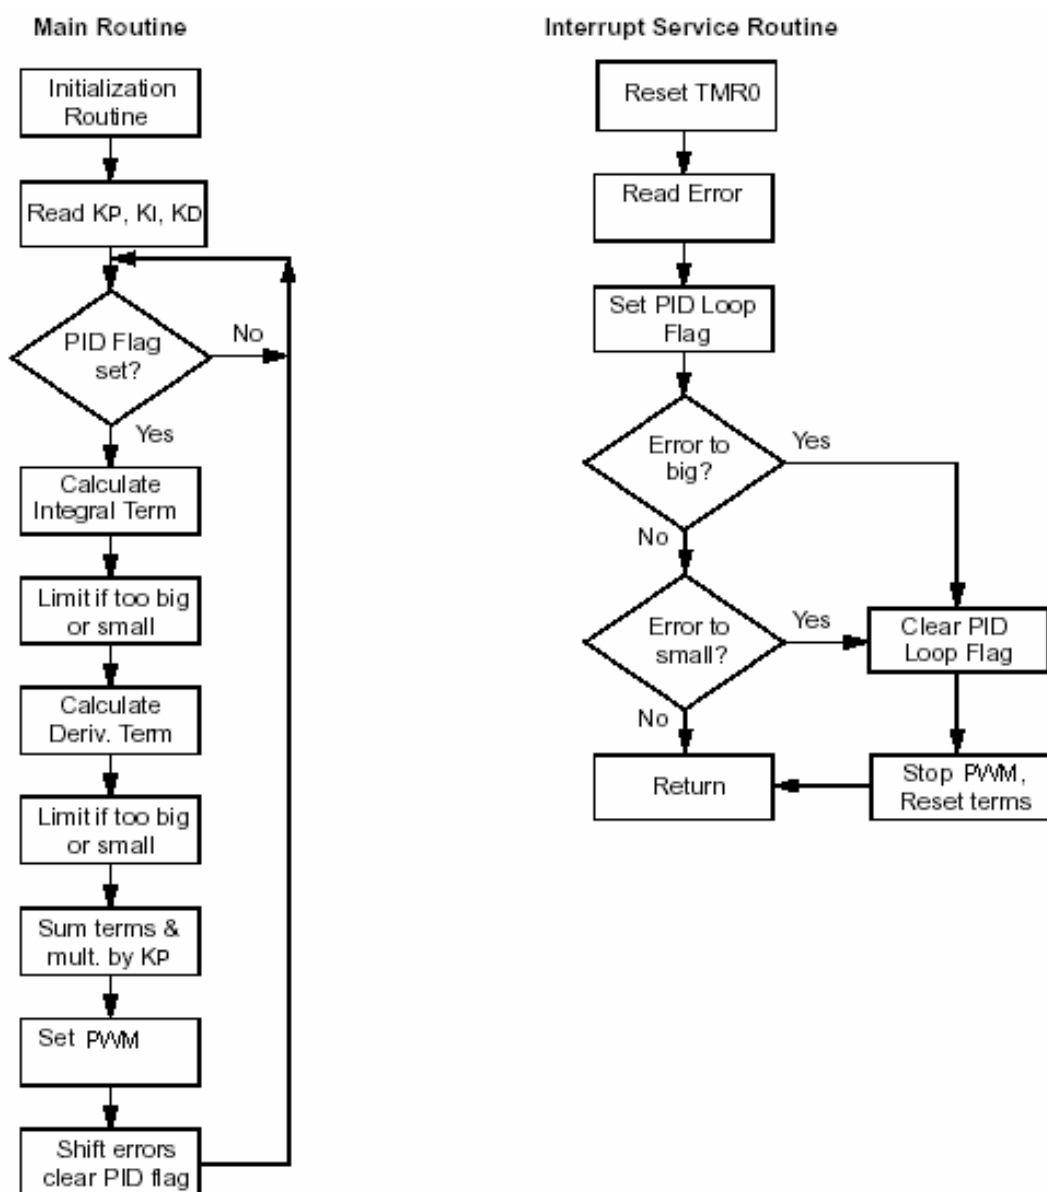 Main Routine
Initialization
Routine
Read KP, KI, KD
PID Flag
set?
No
Yes
Calculate
Integral Term
Limit if too big
or small
Calculate
Deriv. Term
Limit if too big
or small
Sum terms &
mult. by KP
Set PWM
Shift errors
clear PID flag
Interrupt Service Routine
Reset TMR0
Read Error
Set PID Loop
Flag
Error to
big?
Yes
No
Error to
small?
Yes
No
Clear PID
Loop Flag
Stop PWM,
Reset terms
Return